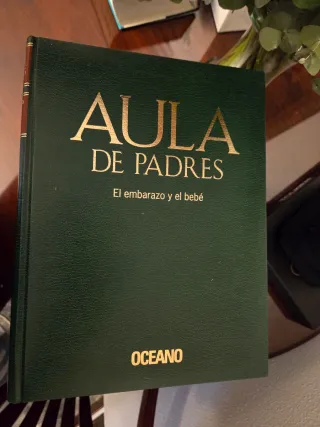 AULA
DE PADRES
El embarazo y el bebé
OCEANO